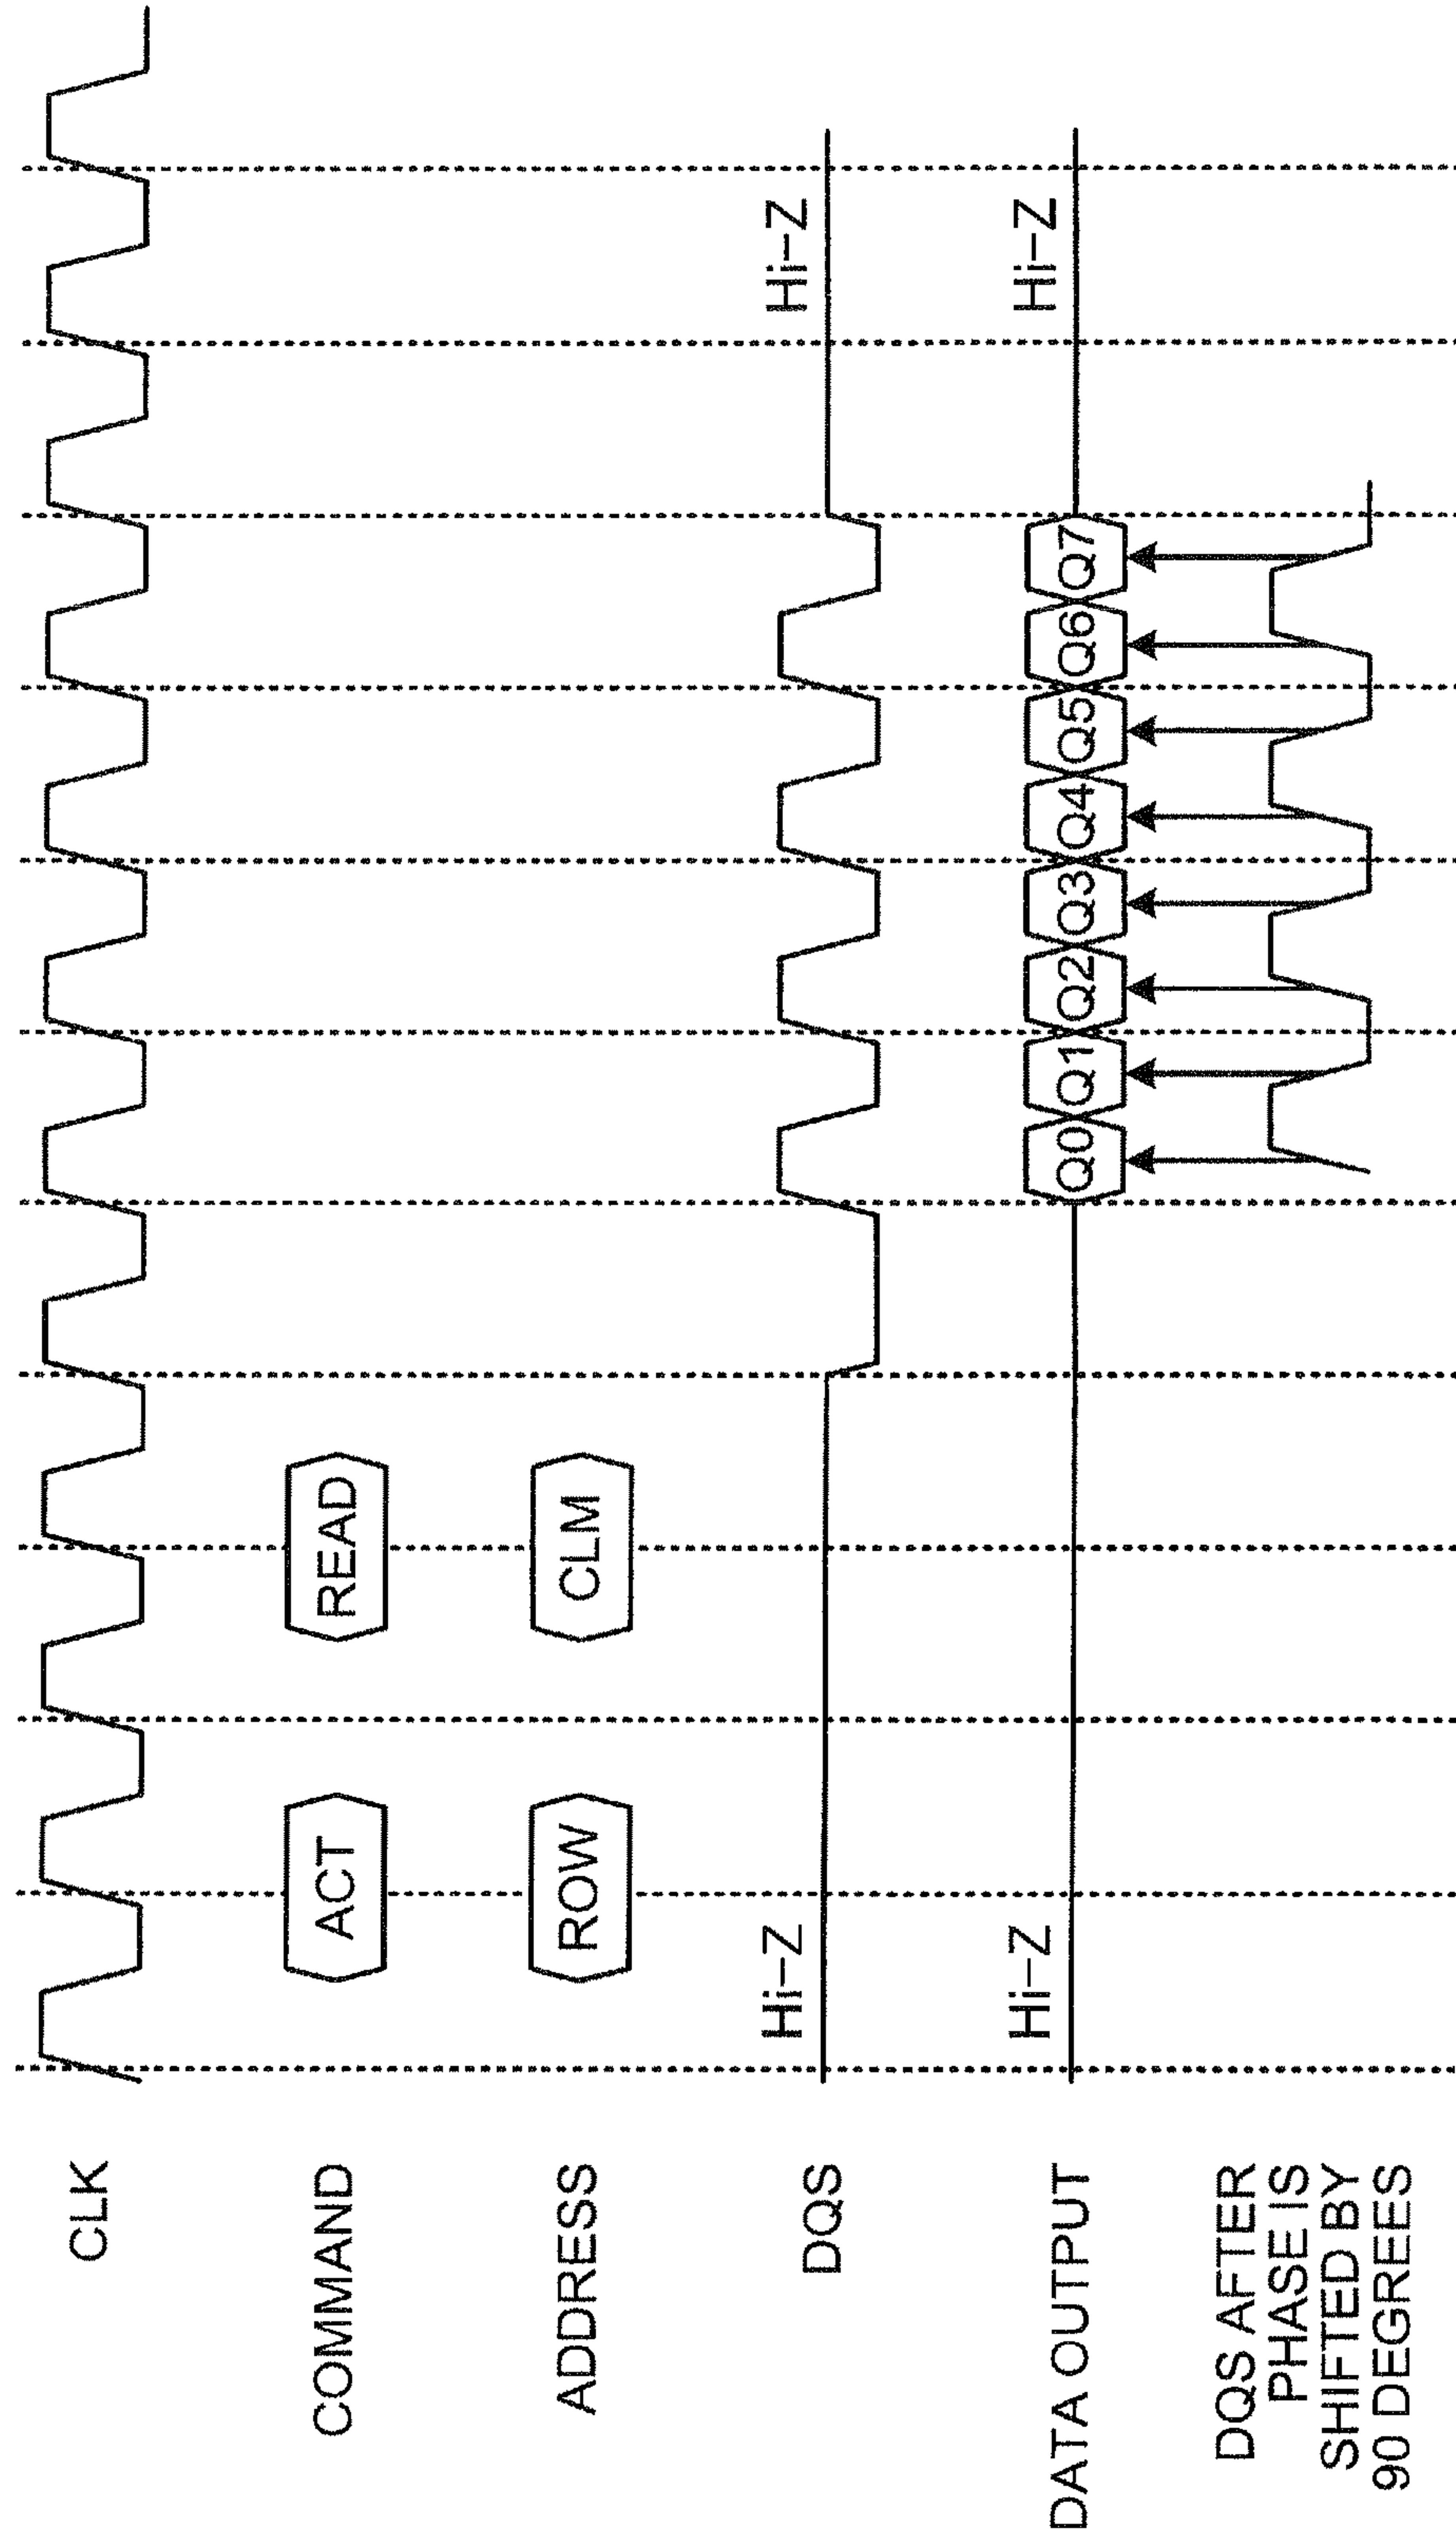 CLK
COMMAND
ACT
READ
ADDRESS
ROW
CLM
DQS
Hi-Z
Hi-Z
DATA OUTPUT
Hi-Z
Q0
Q1
Q2
Q3
Q4
Q5
Q6
Q7
Hi-Z
DQS AFTER
PHASE IS
SHIFTED BY
90 DEGREES